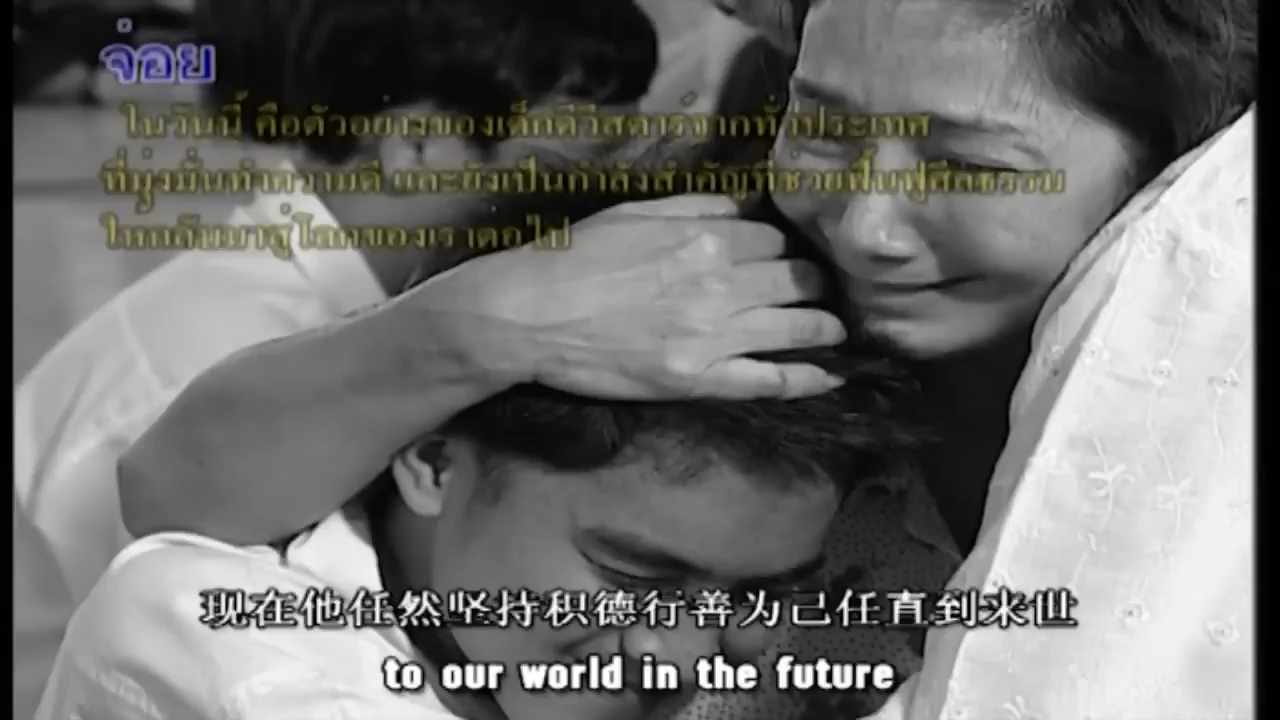 จ่อย
ในวันนี้ คือตัวอย่างของเด็กดีวีสตาร์จากทั่วประเทศ
ที่มุ่งมั่นทำความดี และยังเป็นกำลังสำคัญที่ช่วยฟื้นฟูศีลธรรม
ให้กลับมาสู่โลกของเราต่อไป
现在他任然坚持积德行善为己任直到来世
to our world in the future